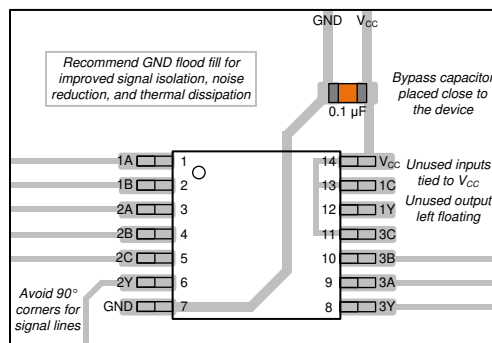 GND V_CC
Recommend GND flood fill for
improved signal isolation, noise
reduction, and thermal dissipation
Bypass capacitor
placed close to
the device
0.1 µF
1A 1 14 V_CC
Unused inputs
tied to V_CC
1B 2 13 1C
2A 3 12 1Y
Unused output
left floating
2B 4 11 3C
2C 5 10 3B
2Y 6 9 3A
GND 7 8 3Y
Avoid 90°
corners for
signal lines